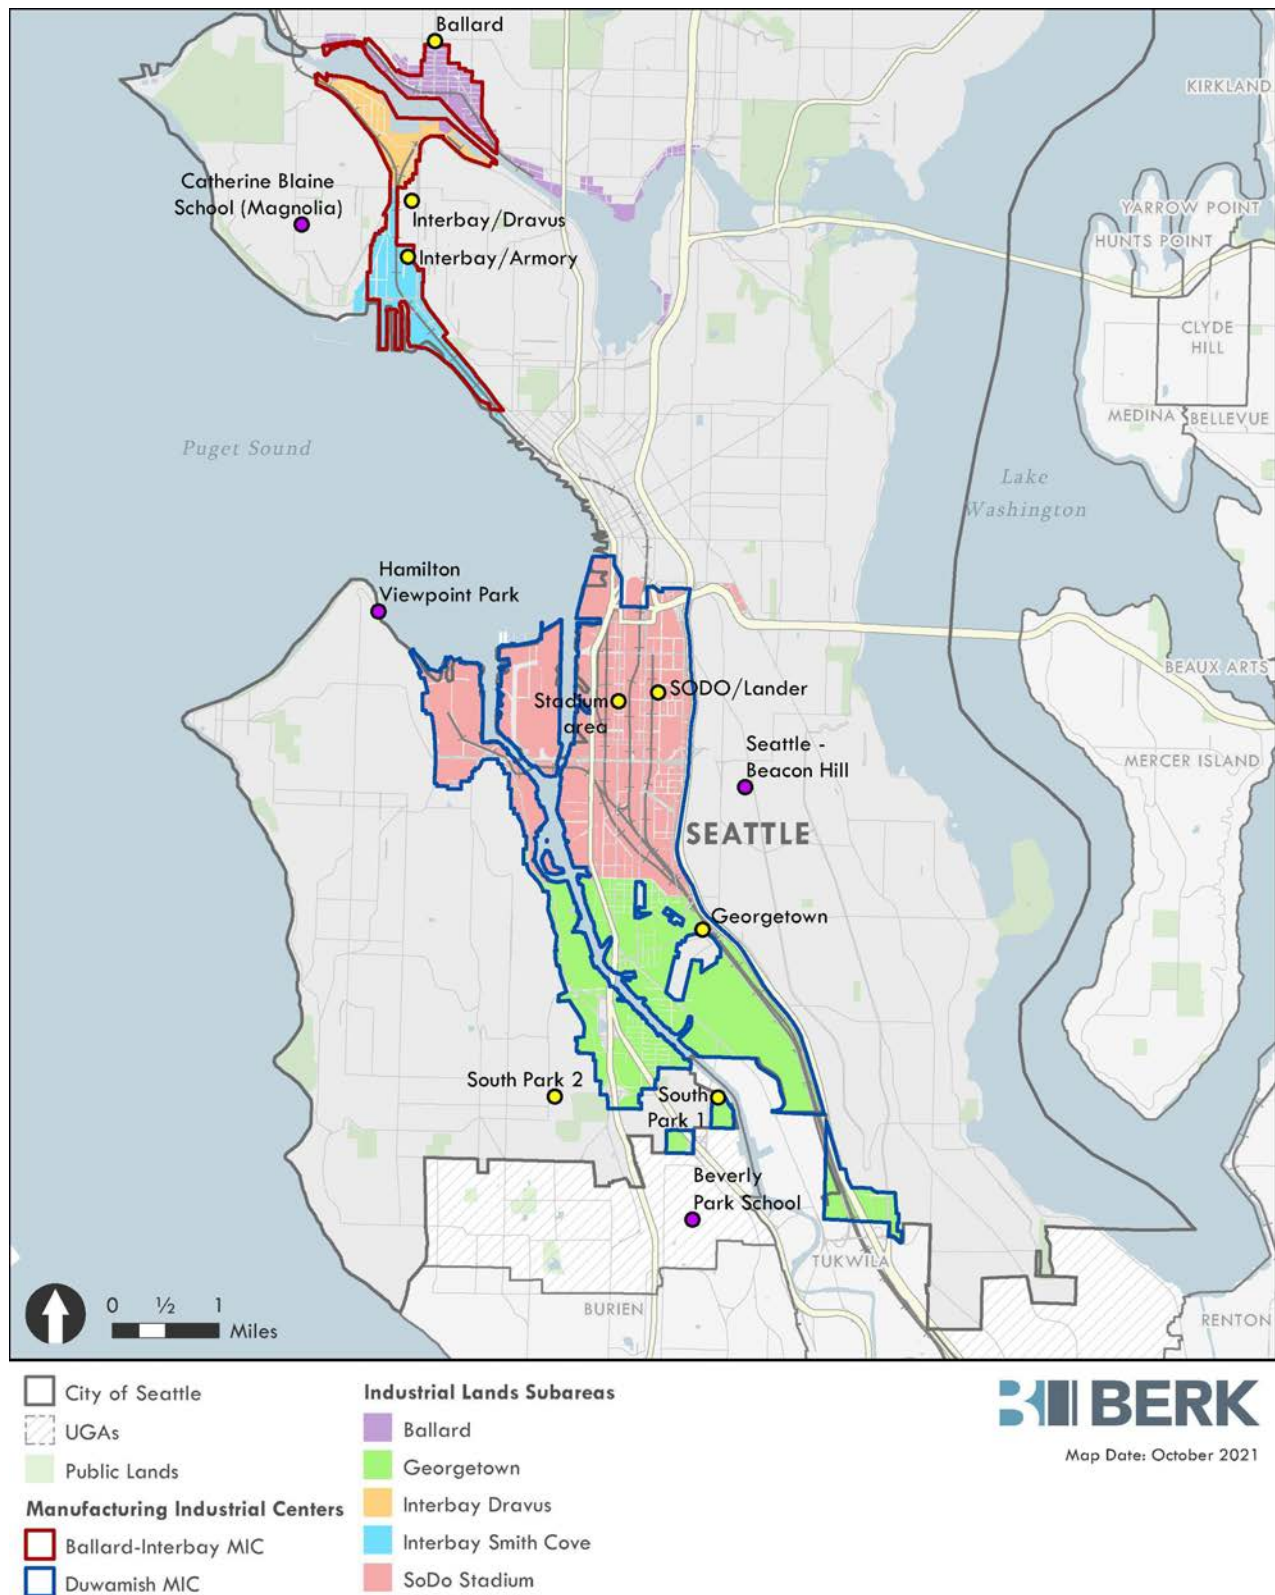 Ballard
KIRKLAND
Catherine Blaine
School (Magnolia)
YARROW POINT
Interbay/Dravus
HUNTS POINT
Interbay/Armory
CLYDE
HILL
MEDINA
BELLEVUE
Puget Sound
Lake
Washington
Hamilton
Viewpoint Park
BEAUX ARTS
SODO/Lander
Stadium
area
Seattle -
Beacon Hill
MERCER ISLAND
SEATTLE
Georgetown
South Park 2
South
Park 1
Beverly
Park School
TUKWILA
BURIEN
RENTON
0 ½ 1
Miles
City of Seattle
UGAs
Public Lands
Manufacturing Industrial Centers
Ballard-Interbay MIC
Duwamish MIC
Industrial Lands Subareas
Ballard
Georgetown
Interbay Dravus
Interbay Smith Cove
SoDo Stadium
BERK
Map Date: October 2021